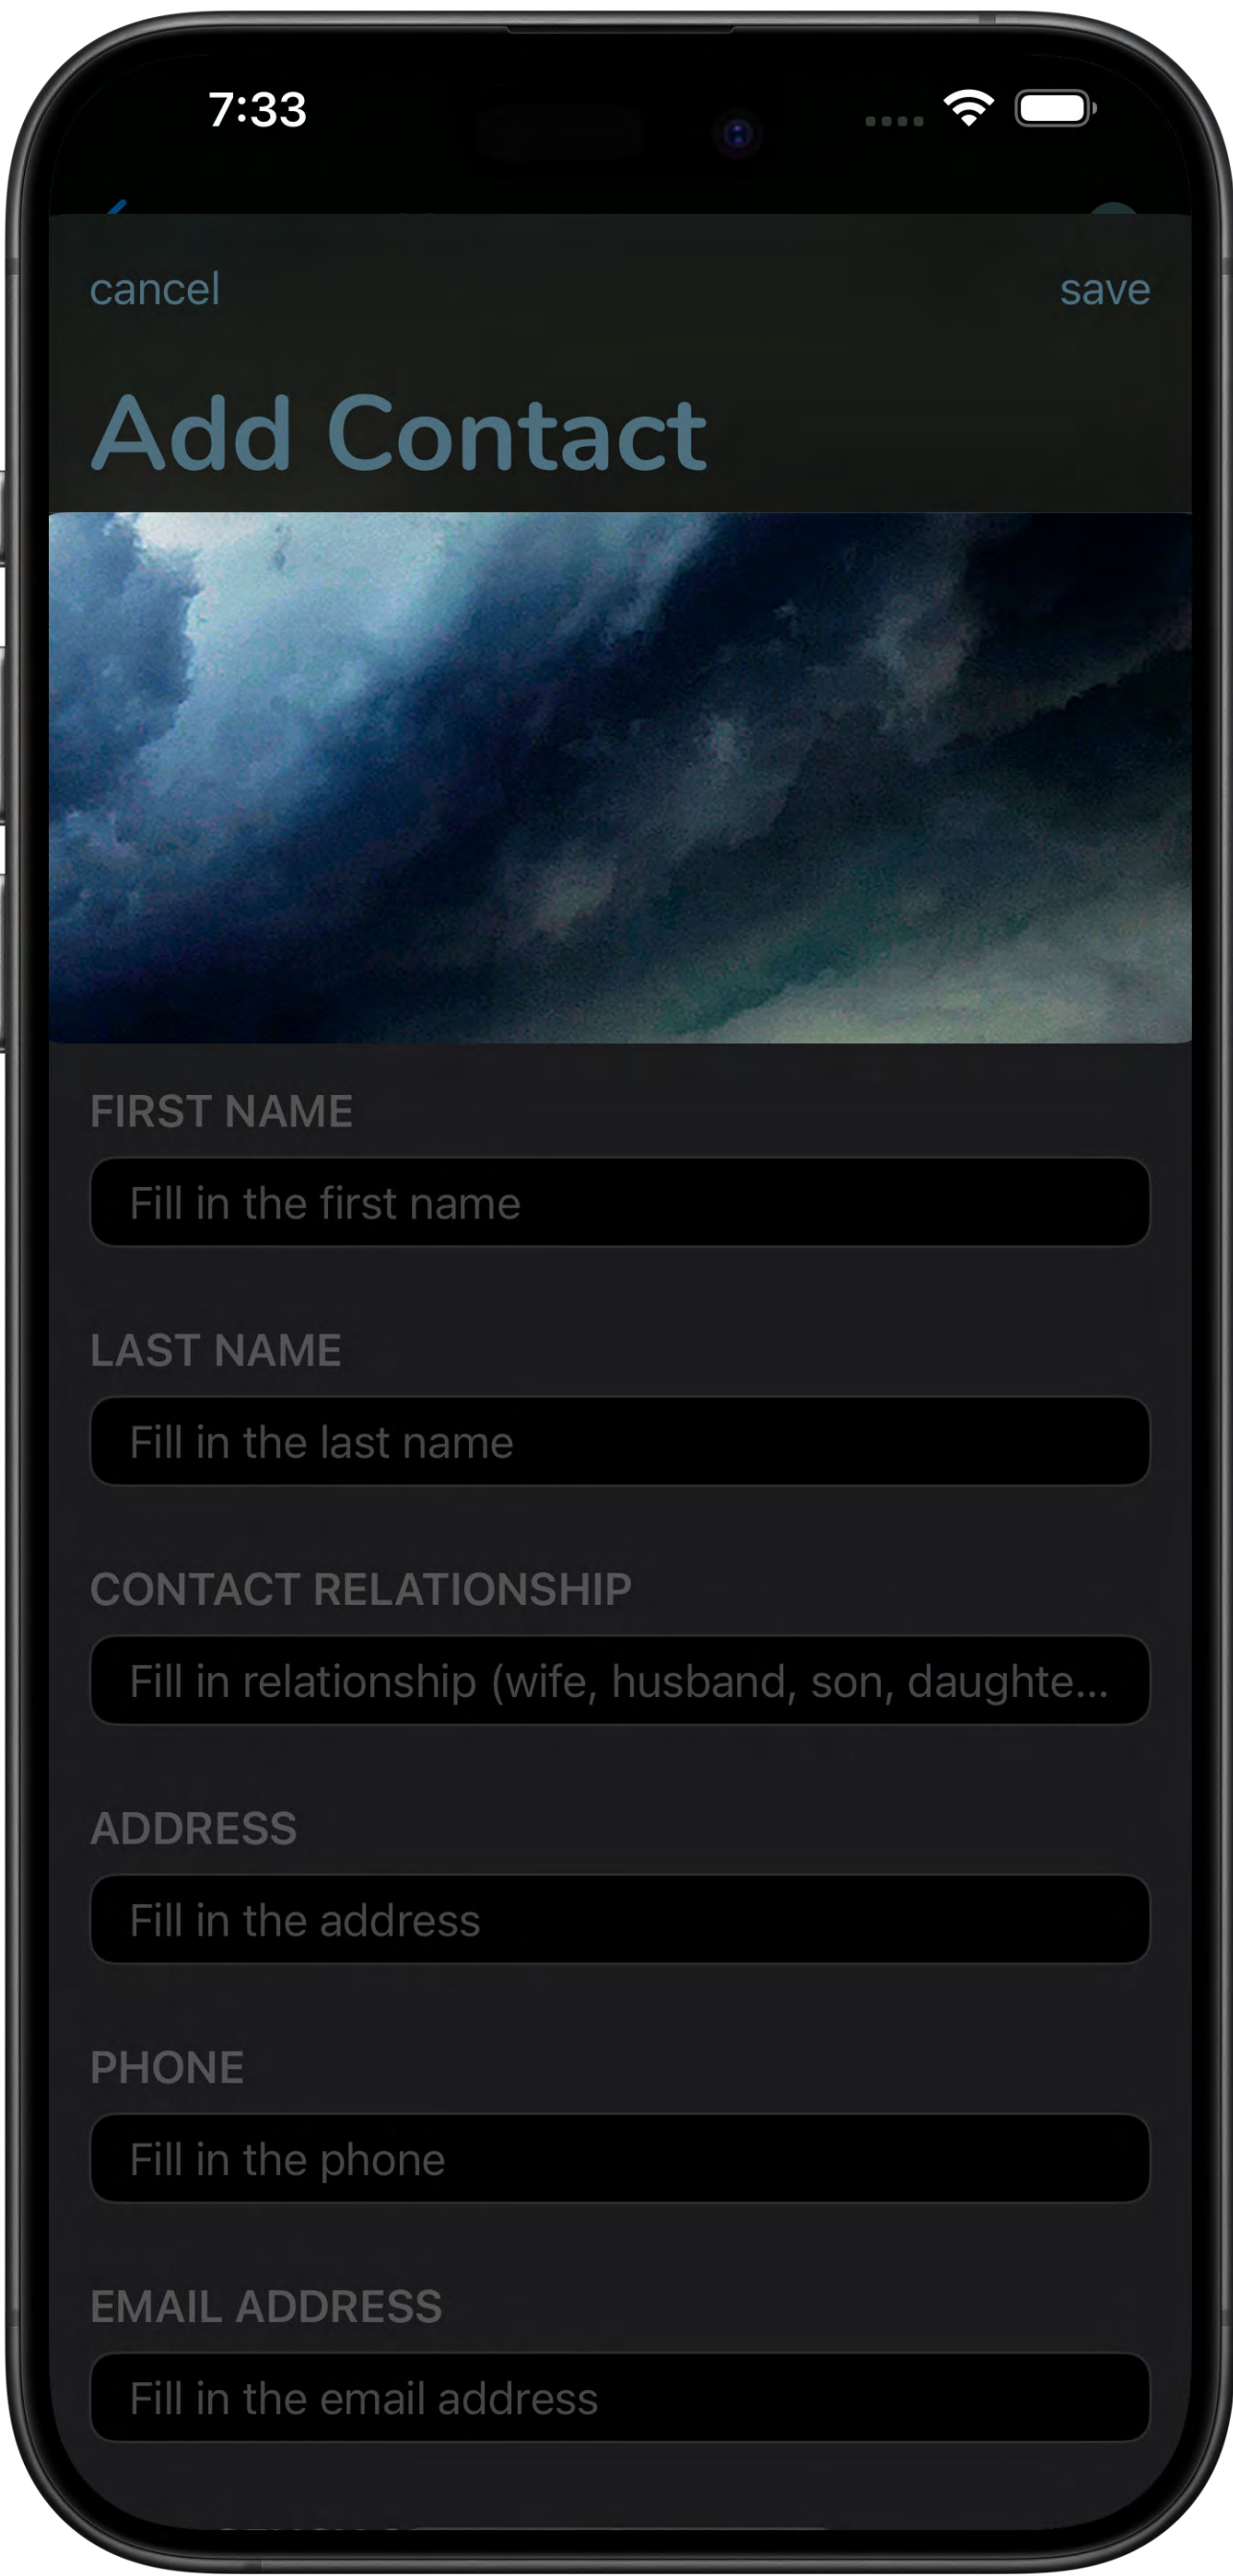 7:33
cancel
save
Add Contact
FIRST NAME
Fill in the first name
LAST NAME
Fill in the last name
CONTACT RELATIONSHIP
Fill in relationship (wife, husband, son, daughte...
ADDRESS
Fill in the address
PHONE
Fill in the phone
EMAIL ADDRESS
Fill in the email address